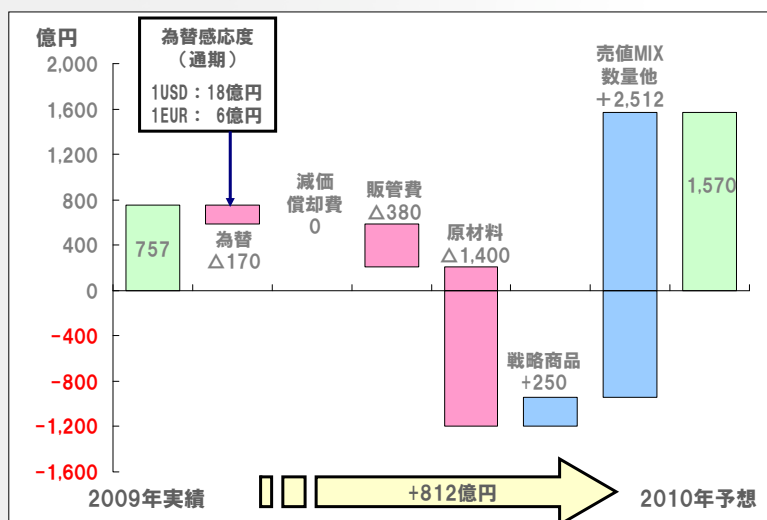 億円
為替感応度
（通期）
1USD：18億円
1EUR： 6億円
2,000
1,600
1,200
800
400
0
-400
-800
-1,200
-1,600
757
為替
△170
減価
償却費
0
販管費
△380
原材料
△1,400
戦略商品
+250
売値MIX
数量他
＋2,512
1,570
2009年実績
+812億円
2010年予想